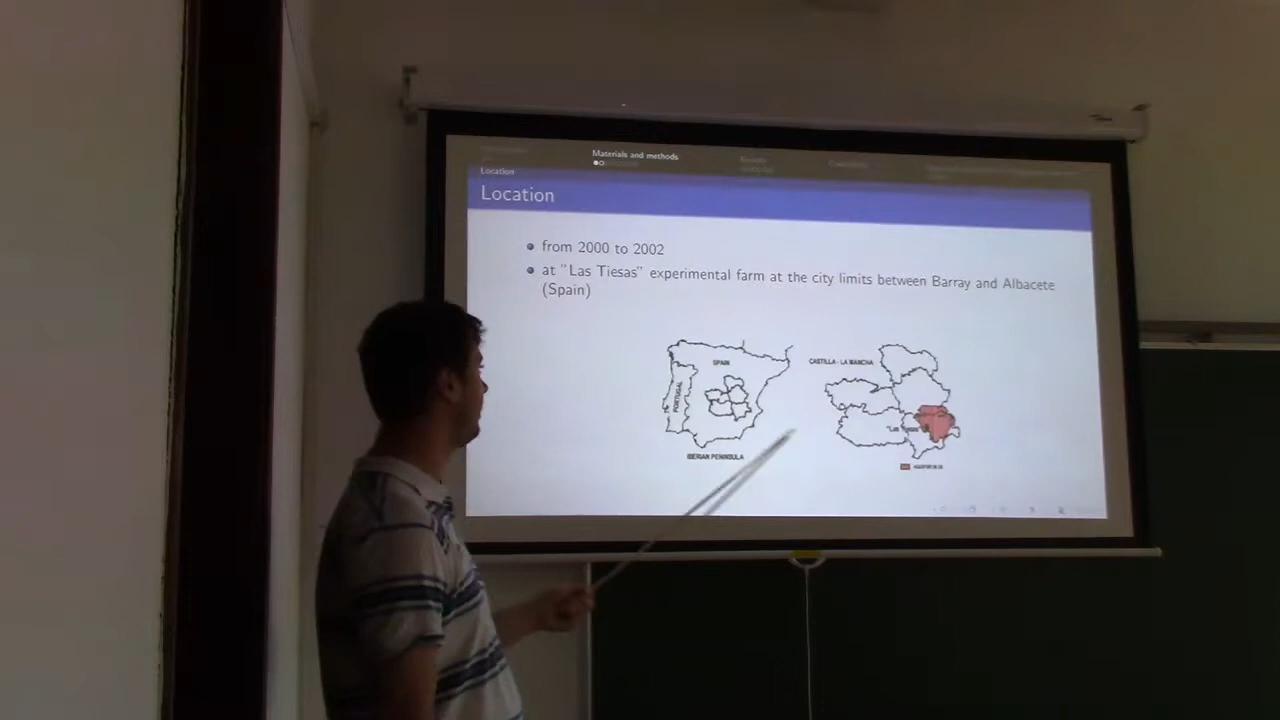 Materials and methods
Location
Location
from 2000 to 2002
at "Las Tiesas" experimental farm at the city limits between Barray and Albacete
(Spain)
SPAIN
CASTILLA - LA MANCHA
PORTUGAL
"Las
IBERIAN PENINSULA